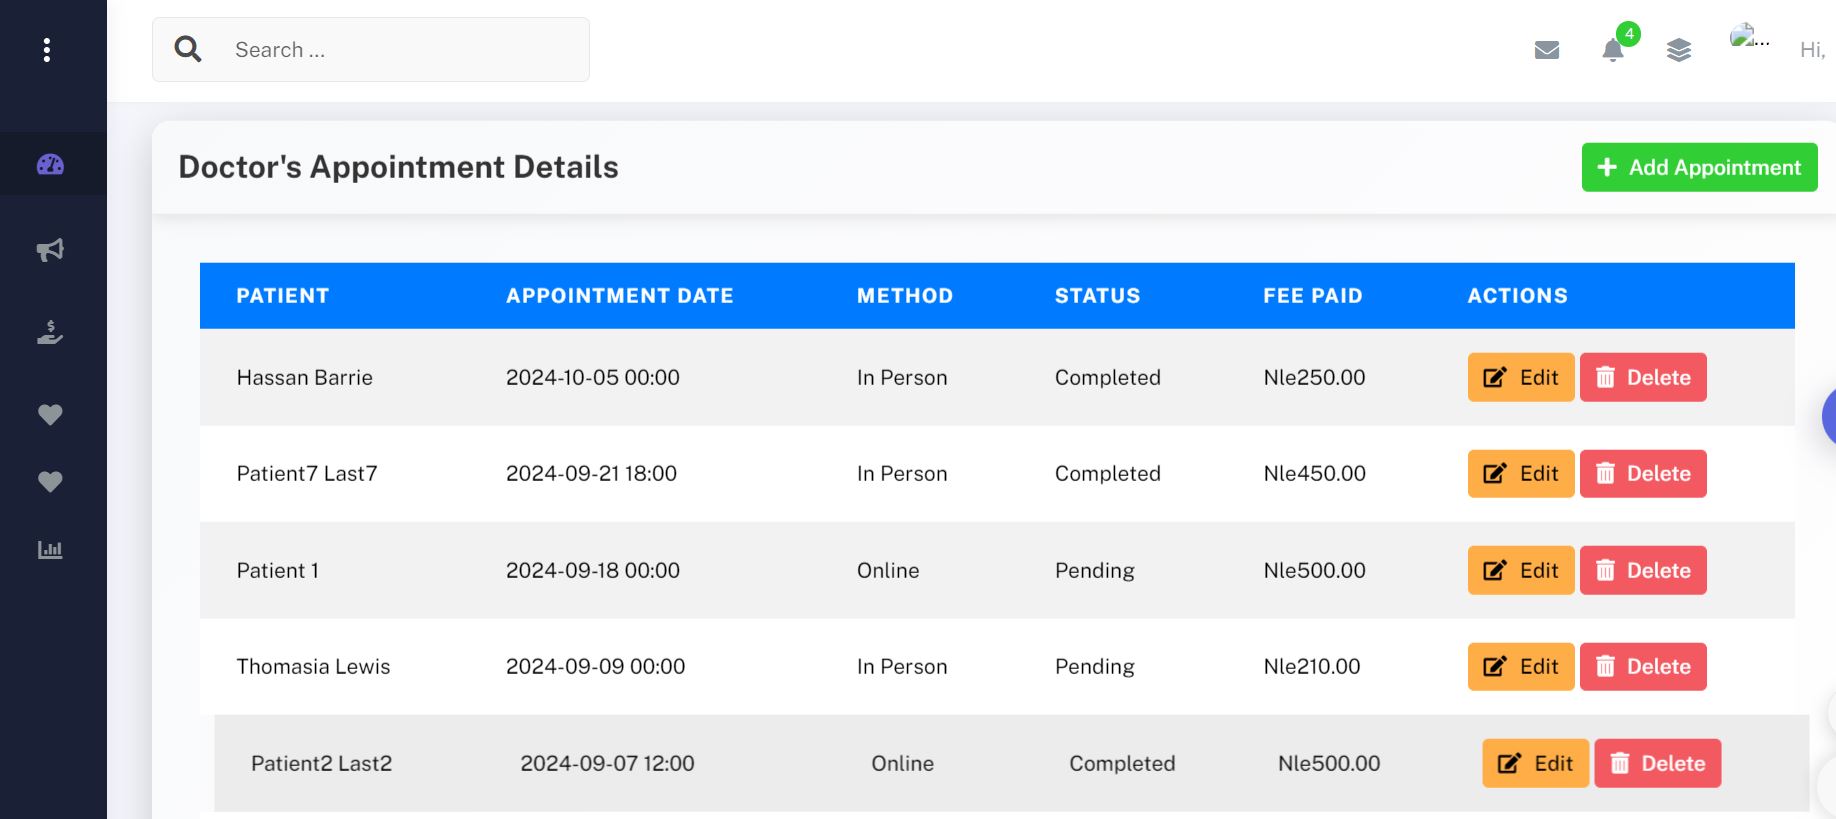 Search ...
4
...
Hi,
Doctor's Appointment Details
Add Appointment
PATIENT APPOINTMENT DATE METHOD STATUS FEE PAID ACTIONS
Hassan Barrie 2024-10-05 00:00 In Person Completed Nle250.00 Edit Delete
Patient7 Last7 2024-09-21 18:00 In Person Completed Nle450.00 Edit Delete
Patient 1 2024-09-18 00:00 Online Pending Nle500.00 Edit Delete
Thomasia Lewis 2024-09-09 00:00 In Person Pending Nle210.00 Edit Delete
Patient2 Last2 2024-09-07 12:00 Online Completed Nle500.00 Edit Delete